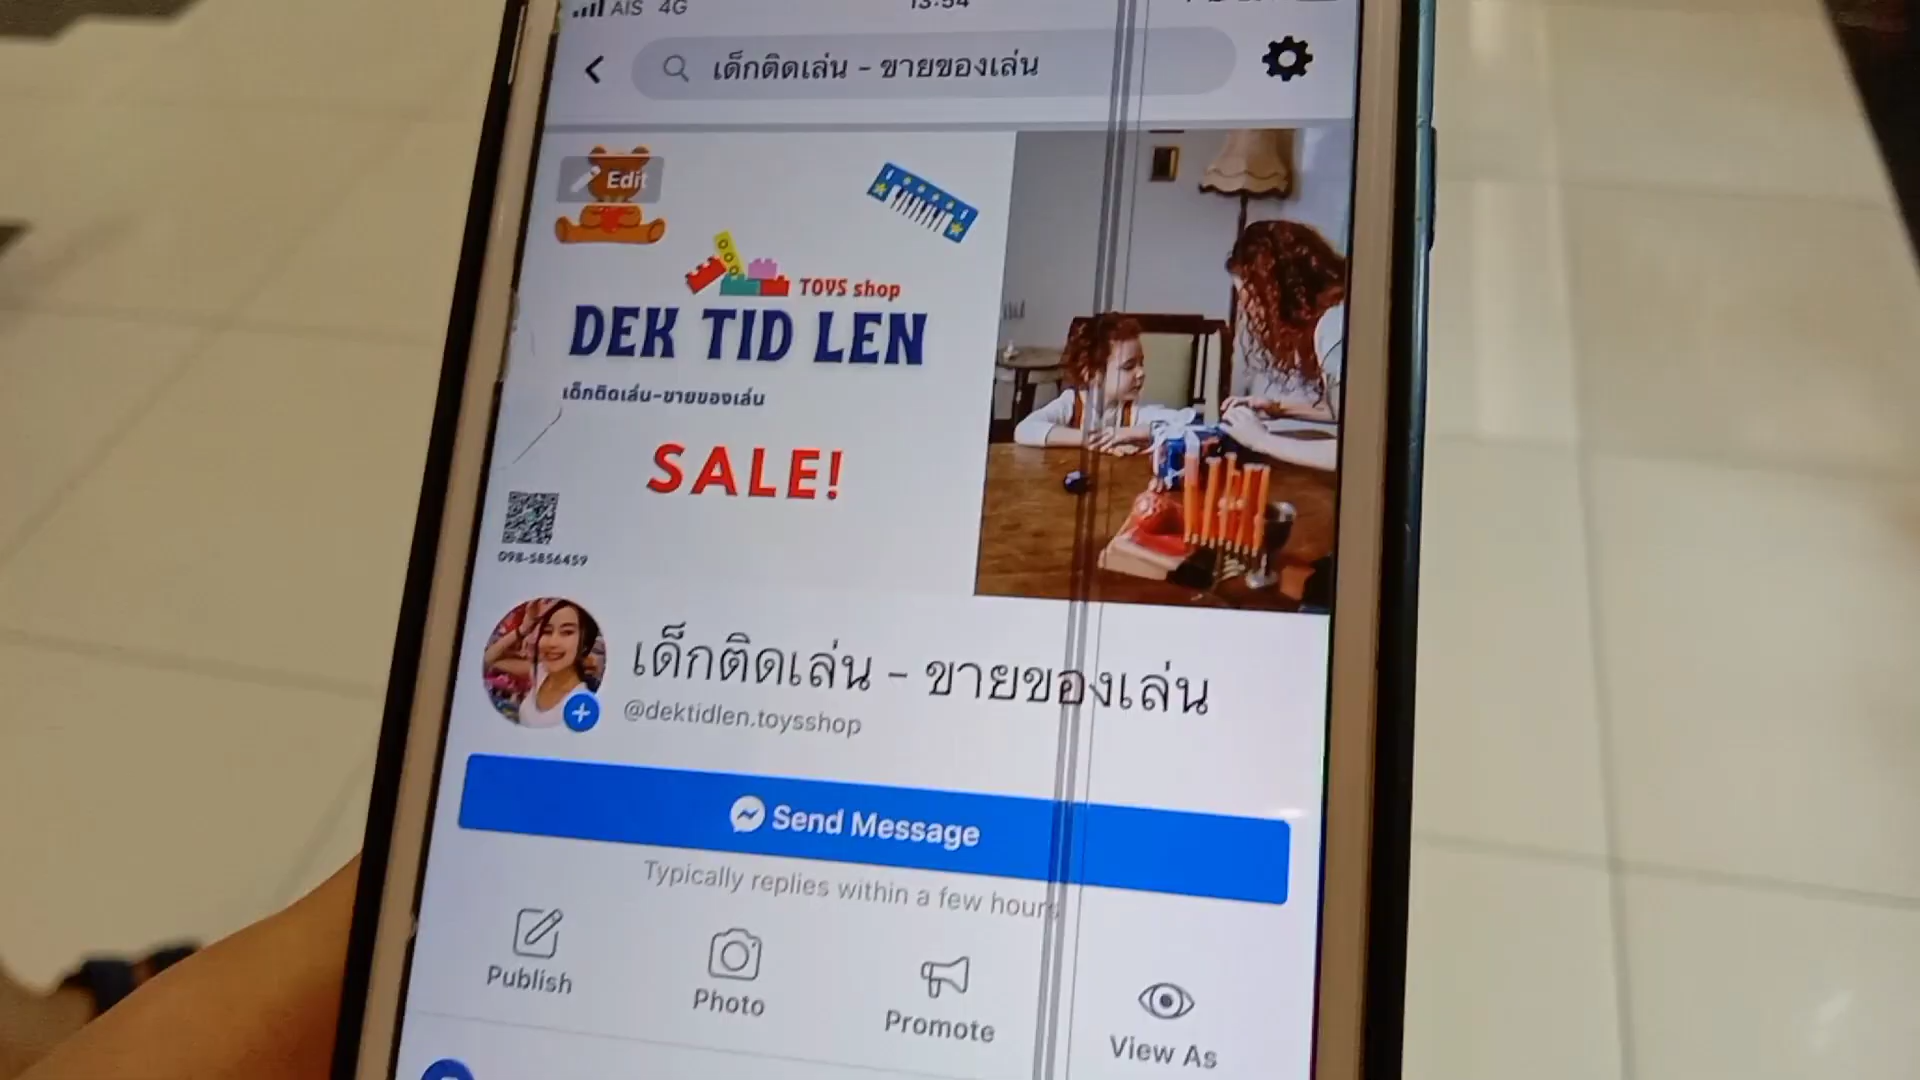 AIS 4G
13:54
เด็กติดเล่น - ขายของเล่น
Edit
TOYS shop
DEK TID LEN
เด็กติดเล่น-ขายของเล่น
SALE!
098-5856459
เด็กติดเล่น - ขายของเล่น
@dektidlen.toysshop
Send Message
Typically replies within a few hours
Publish
Photo
Promote
View As